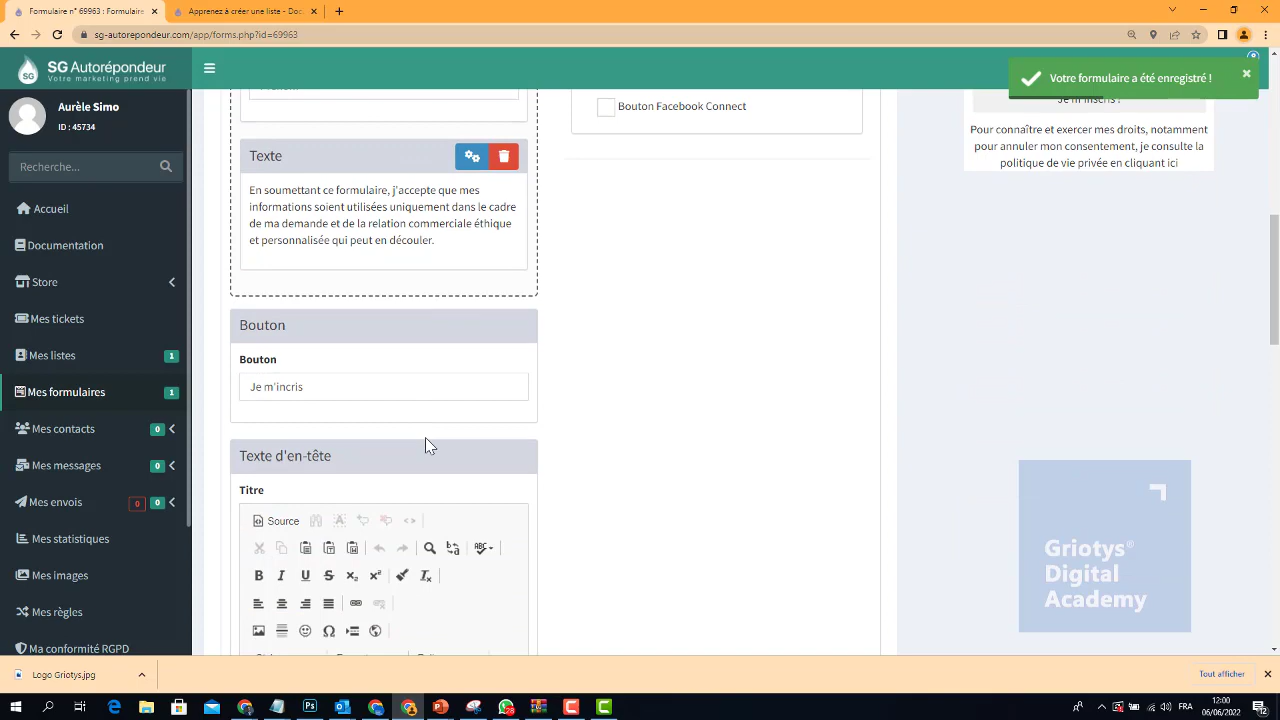 Formulaire n° 69963 : Formulaire
Apprenez à créer une liste - Doc.
sg-autorepondeur.com/app/forms.php?id=69963
SG Autorépondeur
Votre marketing prend vie
SG
Votre formulaire a été enregistré !
Aurèle Simo
ID : 45734
Recherche...
Accueil
Documentation
Store
Mes tickets
Mes listes 1
Mes formulaires 1
Mes contacts 0
Mes messages 0
Mes envois 0 0
Mes statistiques
Mes images
Mes règles
Ma conformité RGPD
Texte
En soumettant ce formulaire, j'accepte que mes
informations soient utilisées uniquement dans le cadre
de ma demande et de la relation commerciale éthique
et personnalisée qui peut en découler.
Bouton
Bouton
Je m'incris
Texte d'en-tête
Titre
Source
Bouton Facebook Connect
Je m'inscris !
Pour connaître et exercer mes droits, notamment
pour annuler mon consentement, je consulte la
politique de vie privée en cliquant ici
Griotys®
Digital
Academy
Logo Griotys.jpg
Tout afficher
FRA
12:00
06/06/2022